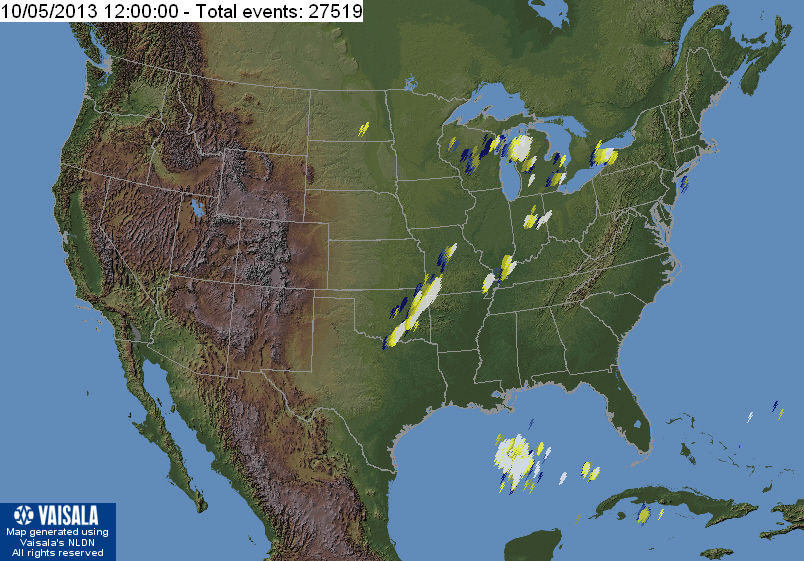 10/05/2013 12:00:00 - Total events: 27519
VAISALA
Map generated using
Vaisala's NLDN
All rights reserved